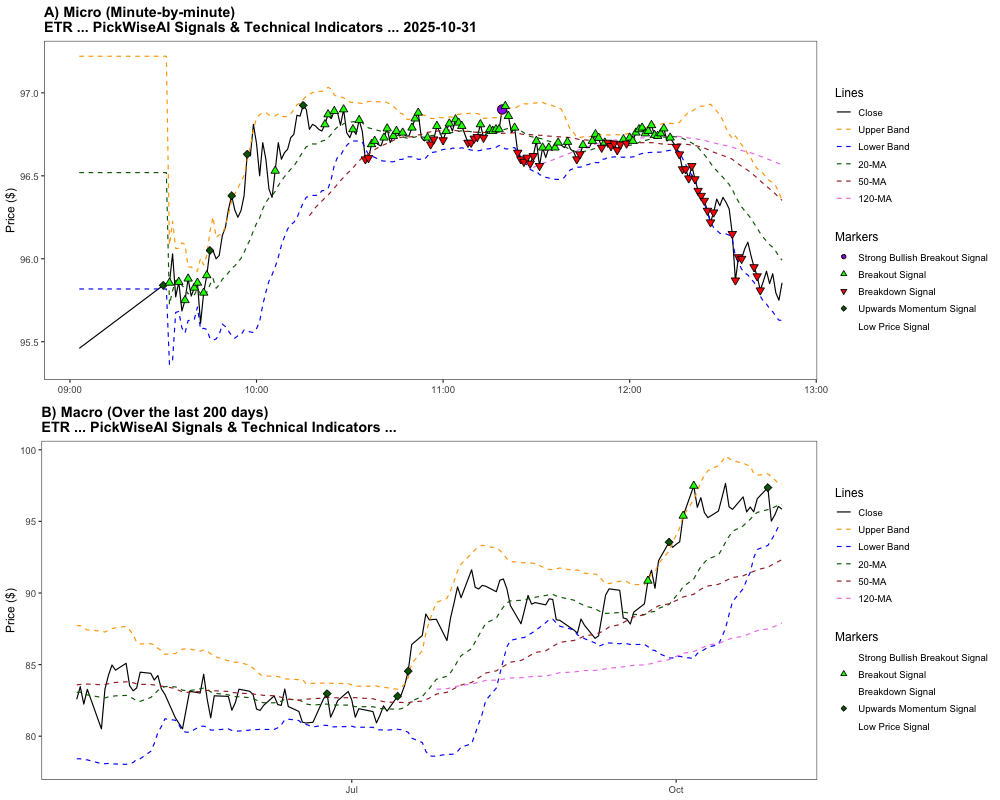 A) Micro (Minute-by-minute)
ETR ... PickWiseAI Signals & Technical Indicators ... 2025-10-31
Price ($)
97.0
96.5
96.0
95.5
09:00
10:00
11:00
12:00
13:00
Lines
Close
Upper Band
Lower Band
20-MA
50-MA
120-MA
Markers
Strong Bullish Breakout Signal
Breakout Signal
Breakdown Signal
Upwards Momentum Signal
Low Price Signal
B) Macro (Over the last 200 days)
ETR ... PickWiseAI Signals & Technical Indicators ...
Price ($)
100
95
90
85
80
Jul
Oct
Lines
Close
Upper Band
Lower Band
20-MA
50-MA
120-MA
Markers
Strong Bullish Breakout Signal
Breakout Signal
Breakdown Signal
Upwards Momentum Signal
Low Price Signal